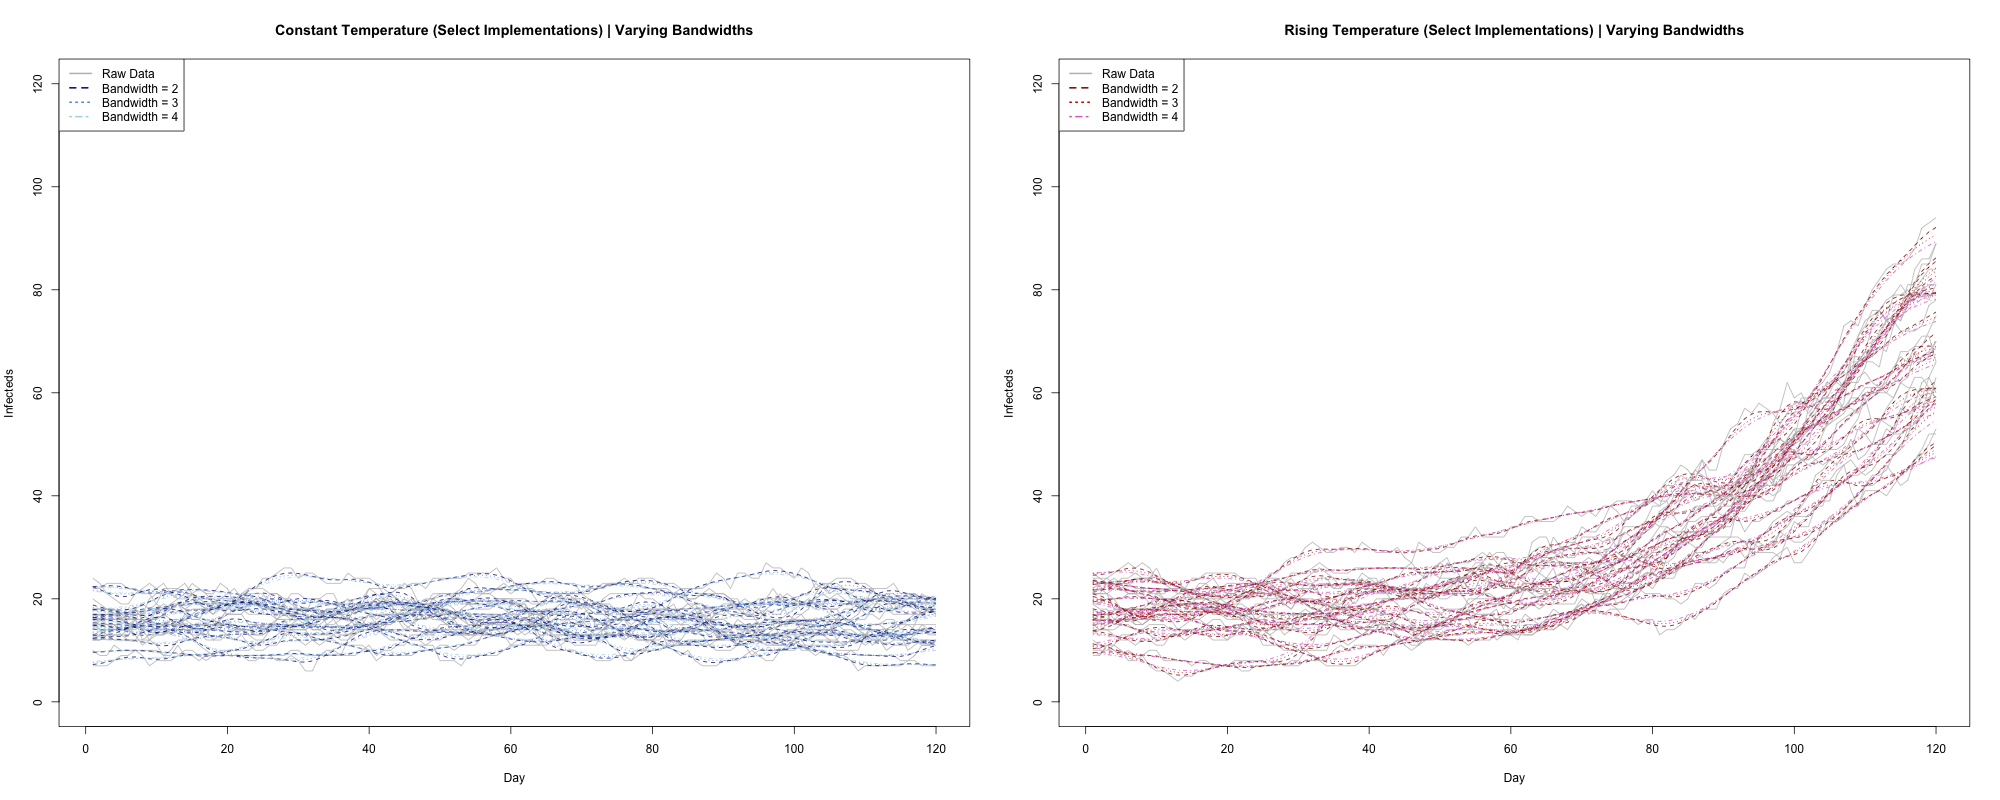 Constant Temperature (Select Implementations) | Varying Bandwidths
Raw Data
Bandwidth = 2
Bandwidth = 3
Bandwidth = 4
Infecteds
120
100
80
60
40
20
0
0 20 40 60 80 100 120
Day
Rising Temperature (Select Implementations) | Varying Bandwidths
Raw Data
Bandwidth = 2
Bandwidth = 3
Bandwidth = 4
Infecteds
120
100
80
60
40
20
0
0 20 40 60 80 100 120
Day